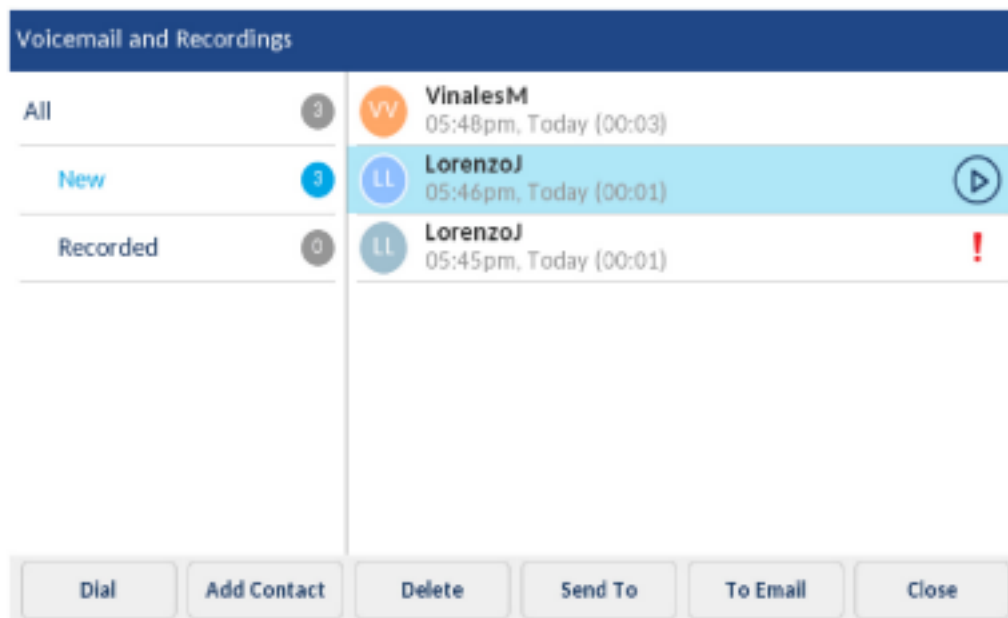 Voicemail and Recordings
All 3
New 3
Recorded 0
VV VinalesM
05:48pm, Today (00:03)
LL LorenzoJ
05:46pm, Today (00:01)
LL LorenzoJ
05:45pm, Today (00:01)
!
Dial Add Contact Delete Send To To Email Close